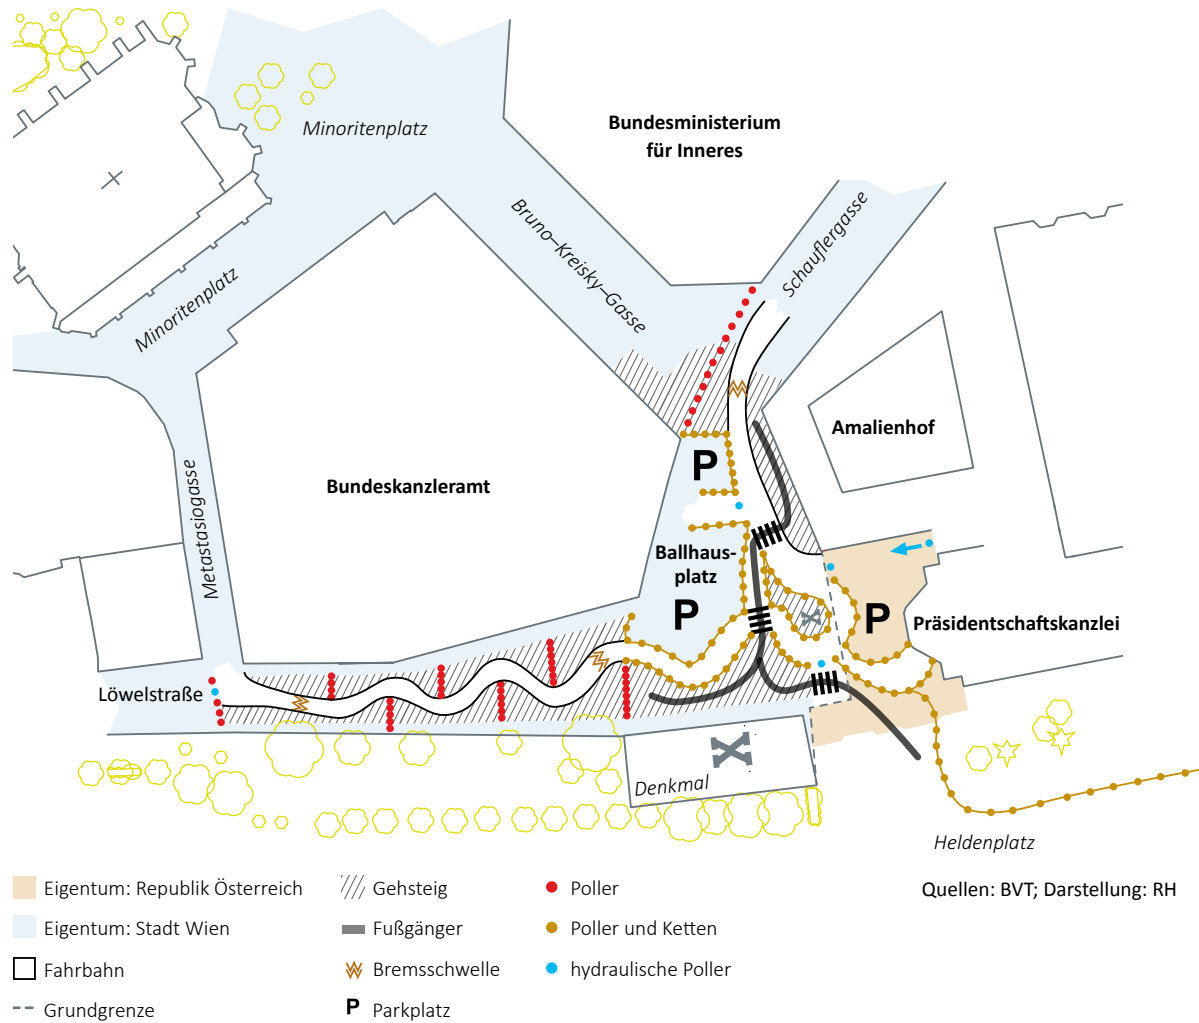 Minoritenplatz
Bundesministerium
für Inneres
Bruno–Kreisky–Gasse
Schauflergasse
Minoritenplatz
Amalienhof
P
Bundeskanzleramt
Metastasiogasse
Ballhaus-
platz
P
P
Präsidentschaftskanzlei
Löwelstraße
Denkmal
Heldenplatz
Eigentum: Republik Österreich
Gehsteig
Poller
Quellen: BVT; Darstellung: RH
Eigentum: Stadt Wien
Fußgänger
Poller und Ketten
Fahrbahn
Bremsschwelle
hydraulische Poller
Grundgrenze
P Parkplatz